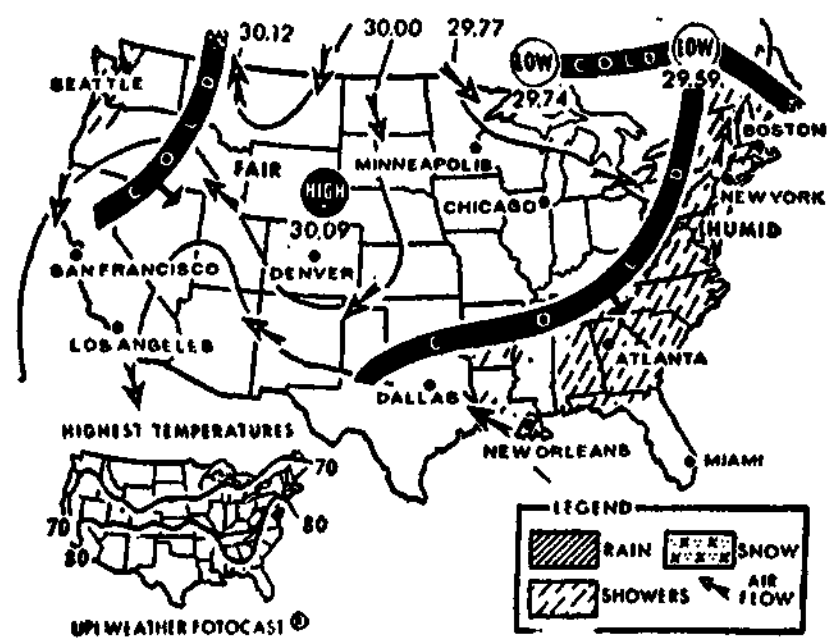 30.12
30.00
29.77
LOW
COLD
LOW
29.74
29.59
SEATTLE
COLD
BOSTON
FAIR
MINNEAPOLIS
HIGH
30.09
CHICAGO
NEW YORK
HUMID
SAN FRANCISCO
DENVER
COLD
LOS ANGELES
ATLANTA
DALLAS
NEW ORLEANS
MIAMI
HIGHEST TEMPERATURES
70
70
80
80
LEGEND
RAIN
SNOW
SHOWERS
AIR
FLOW
UPI WEATHER FOTOCAST ®